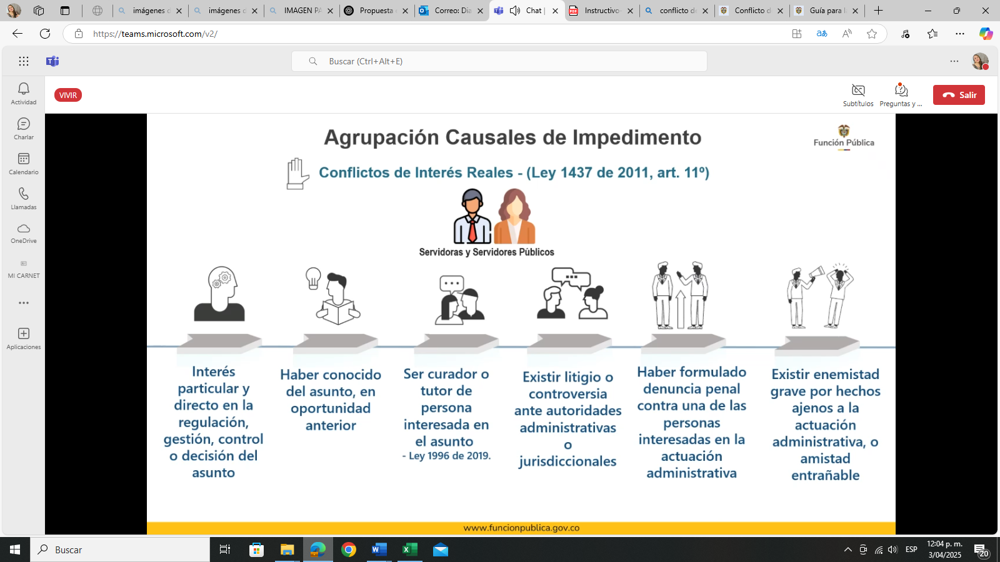 imágenes d
imágenes d
IMAGEN PA
Propuesta
Correo: Dia
Chat |
Instructivo-
conflicto de
Conflicto d
Guía para l
https://teams.microsoft.com/v2/
Buscar (Ctrl+Alt+E)
VIVIR
Subtítulos
Preguntas y ...
Salir
Actividad
Charlar
Calendario
Llamadas
OneDrive
MI CARNET
Aplicaciones
Agrupación Causales de Impedimento
Función Pública
Conflictos de Interés Reales - (Ley 1437 de 2011, art. 11º)
Servidoras y Servidores Públicos
Interés
particular y
directo en la
regulación,
gestión, control
o decisión del
asunto
Haber conocido
del asunto, en
oportunidad
anterior
Ser curador o
tutor de
persona
interesada en
el asunto
- Ley 1996 de 2019.
Existir litigio o
controversia
ante autoridades
administrativas
o
jurisdiccionales
Haber formulado
denuncia penal
contra una de las
personas
interesadas en la
actuación
administrativa
Existir enemistad
grave por hechos
ajenos a la
actuación
administrativa, o
amistad
entrañable
www.funcionpublica.gov.co
Buscar
ESP
12:04 p. m.
3/04/2025
20